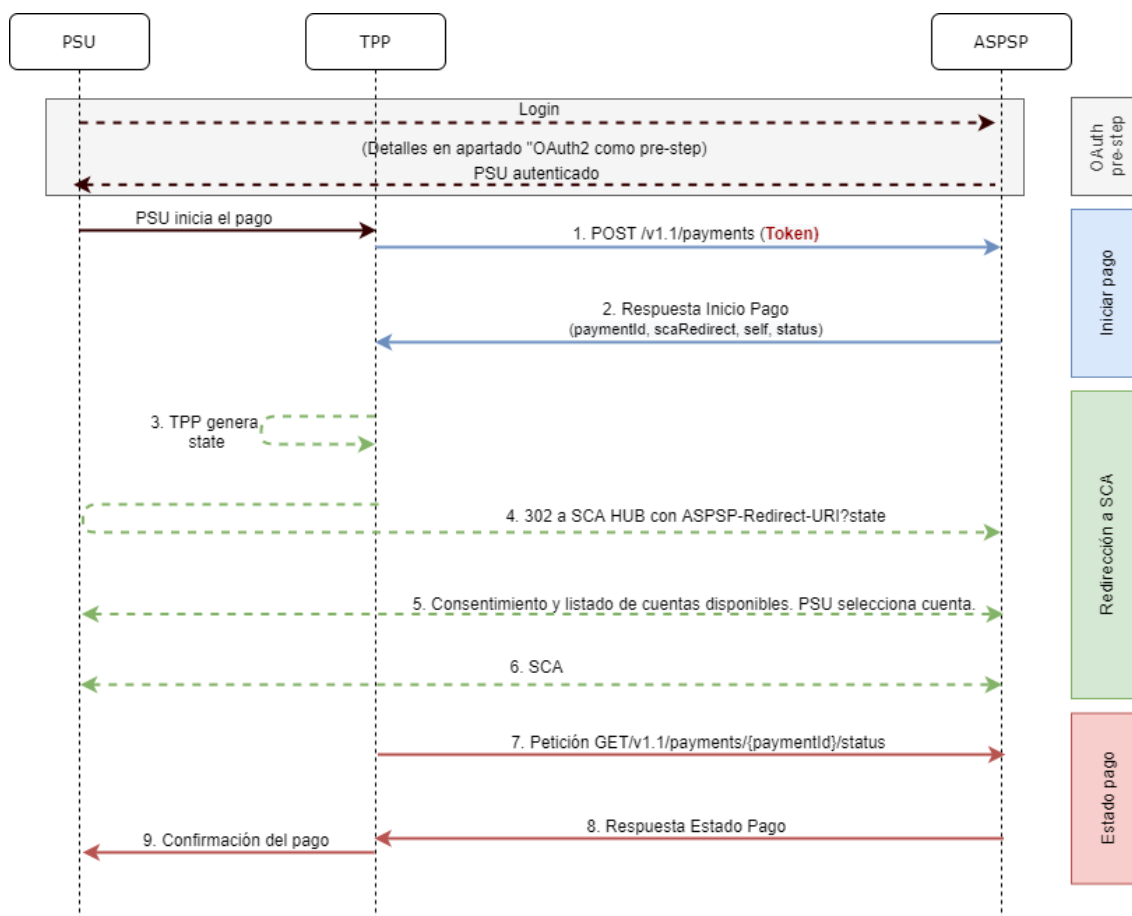 PSU
TPP
ASPSP
Login
(Detalles en apartado "OAuth2 como pre-step)
PSU autenticado
OAuth
pre-step
PSU inicia el pago
1. POST /v1.1/payments (Token)
2. Respuesta Inicio Pago
(paymentId, scaRedirect, self, status)
Iniciar pago
3. TPP genera
state
4. 302 a SCA HUB con ASPSP-Redirect-URI?state
5. Consentimiento y listado de cuentas disponibles. PSU selecciona cuenta.
6. SCA
Redirección a SCA
7. Petición GET/v1.1/payments/{paymentId}/status
8. Respuesta Estado Pago
9. Confirmación del pago
Estado pago